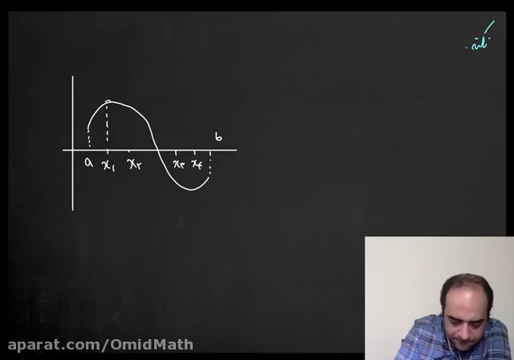 b
a x₁ x₂ x₃ x₄
aparat.com/OmidMath